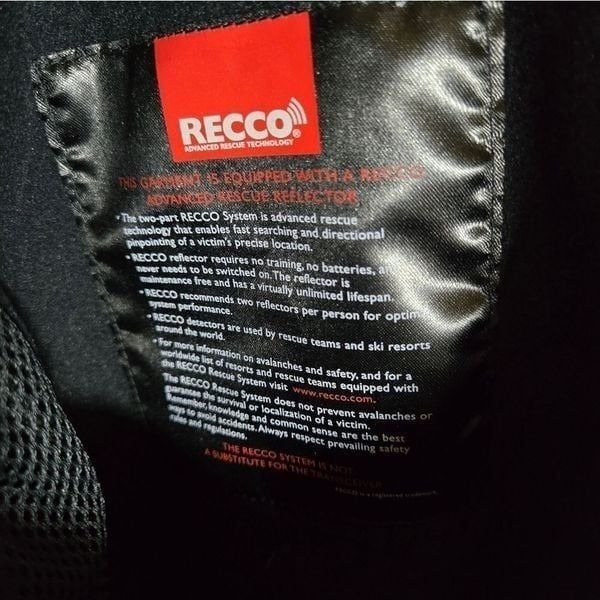 RECCO®
ADVANCED RESCUE TECHNOLOGY
THIS GARMENT IS EQUIPPED WITH A RECCO
ADVANCED RESCUE REFLECTOR
• The two-part RECCO System is advanced rescue
technology that enables fast searching and directional
pinpointing of a victim's precise location.
• RECCO reflector requires no training, no batteries,
never needs to be switched on. The reflector is
maintenance free and has a virtually unlimited lifespan.
• RECCO recommends two reflectors per person for optim
system performance.
• RECCO detectors are used by rescue teams and ski resorts
around the world.
• For more information on avalanches and safety, and for a
worldwide list of resorts and rescue teams equipped with
the RECCO Rescue System visit www.recco.com.
The RECCO Rescue System does not prevent avalanches or
guarantee the survival or localization of a victim.
Remember, knowledge and common sense are the best
ways to avoid accidents. Always respect prevailing safety
rules and regulations.
THE RECCO SYSTEM IS NOT
A SUBSTITUTE FOR THE TRANSCEIVER
RECCO is a registered trademark